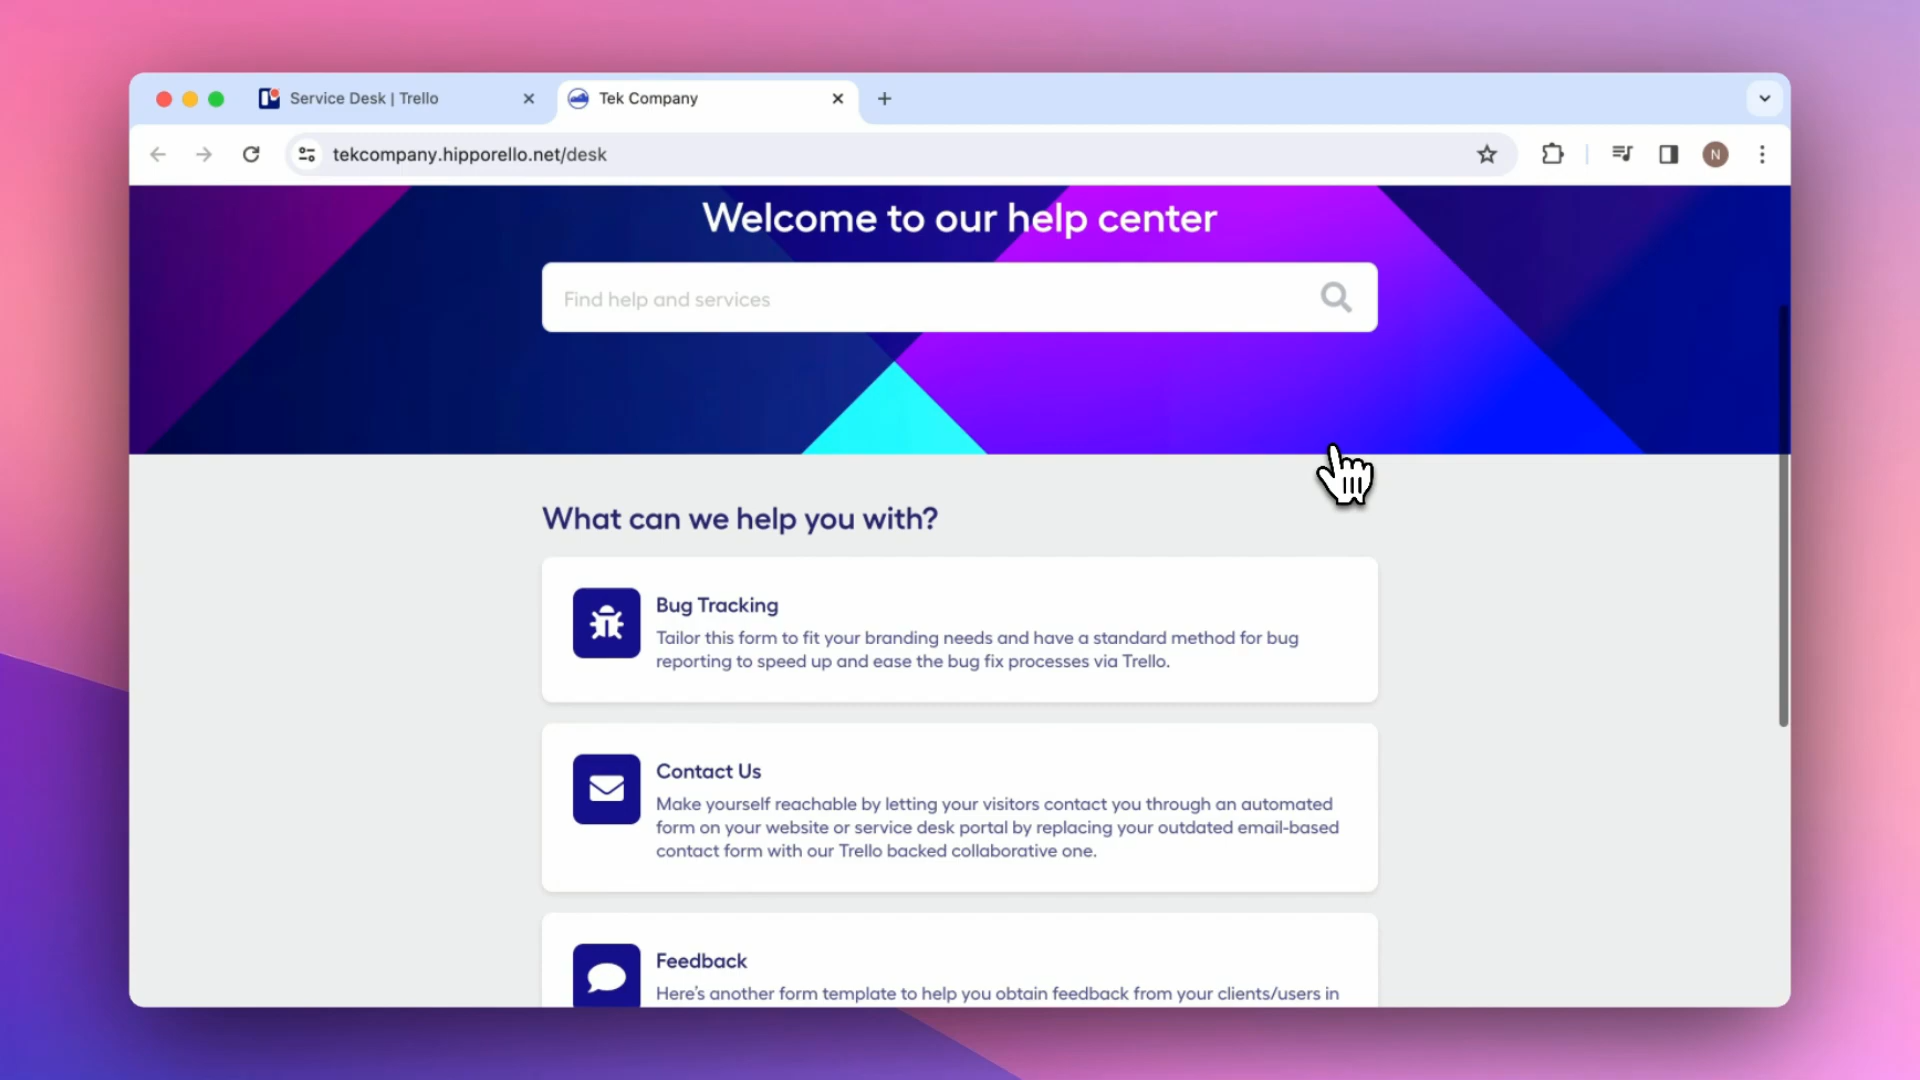 Service Desk | Trello
Tek Company
tekcompany.hipporello.net/desk
N
Welcome to our help center
Find help and services
What can we help you with?
Bug Tracking
Tailor this form to fit your branding needs and have a standard method for bug
reporting to speed up and ease the bug fix processes via Trello.
Contact Us
Make yourself reachable by letting your visitors contact you through an automated
form on your website or service desk portal by replacing your outdated email-based
contact form with our Trello backed collaborative one.
Feedback
Here's another form template to help you obtain feedback from your clients/users in